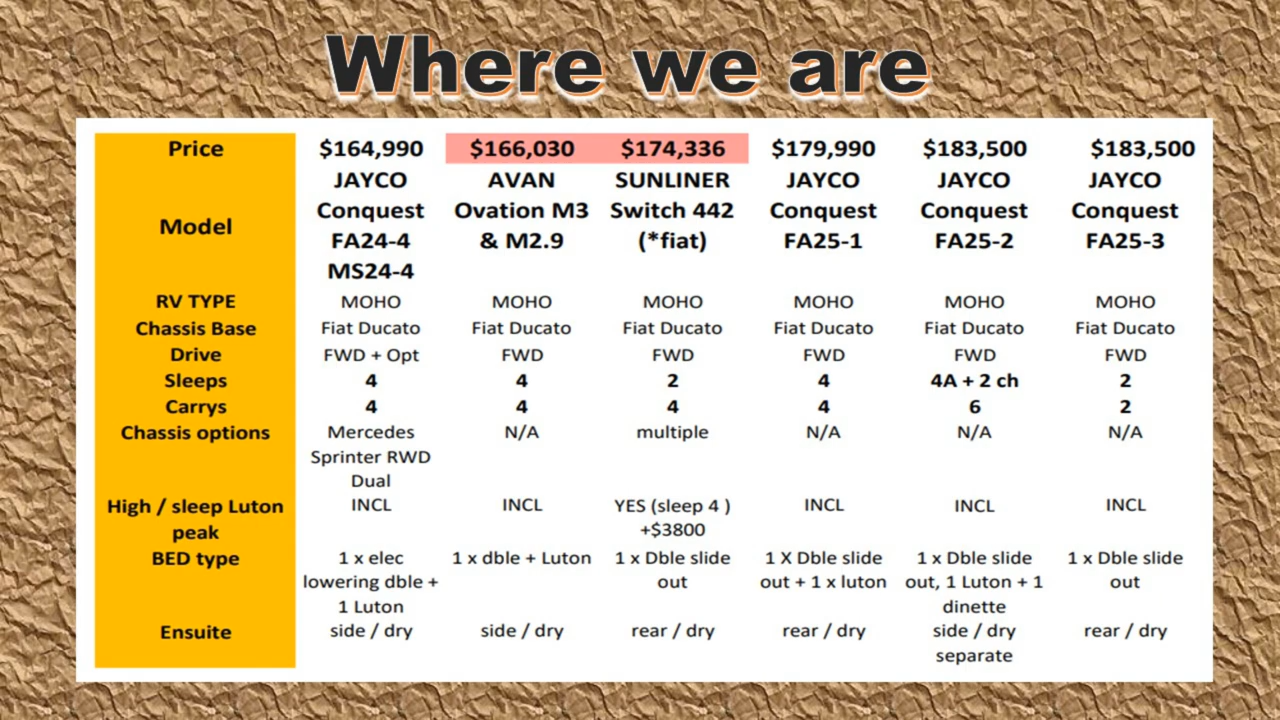 Where we are
Price $164,990 $166,030 $174,336 $179,990 $183,500 $183,500
JAYCO AVAN SUNLINER JAYCO JAYCO JAYCO
Model Conquest Ovation M3 Switch 442 Conquest Conquest Conquest
FA24-4 & M2.9 (*fiat) FA25-1 FA25-2 FA25-3
MS24-4
RV TYPE MOHO MOHO MOHO MOHO MOHO MOHO
Chassis Base Fiat Ducato Fiat Ducato Fiat Ducato Fiat Ducato Fiat Ducato Fiat Ducato
Drive FWD + Opt FWD FWD FWD FWD FWD
Sleeps 4 4 2 4 4A + 2 ch 2
Carrys 4 4 4 4 6 2
Chassis options Mercedes N/A multiple N/A N/A N/A
Sprinter RWD
Dual
High / sleep Luton INCL INCL YES (sleep 4 ) INCL INCL INCL
peak +$3800
BED type 1 x elec 1 x dble + Luton 1 x Dble slide 1 X Dble slide 1 x Dble slide 1 x Dble slide
lowering dble + out out + 1 x luton out, 1 Luton + 1 out
1 Luton dinette
Ensuite side / dry side / dry rear / dry rear / dry side / dry rear / dry
separate